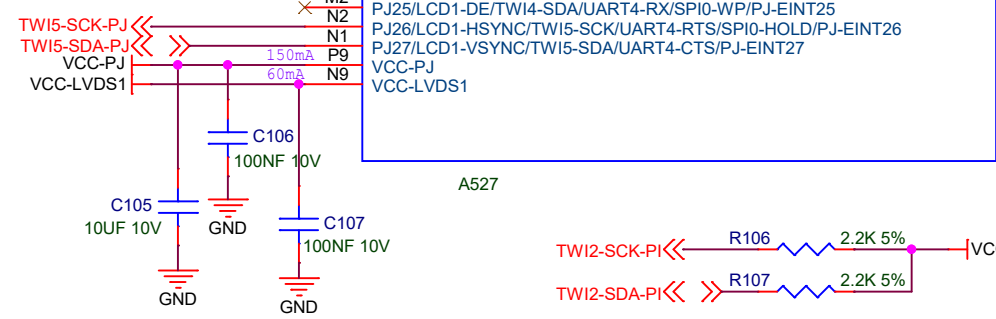 M2 PJ25/LCD1-DE/TWI4-SDA/UART4-RX/SPI0-WP/PJ-EINT25
TWI5-SCK-PJ N2 PJ26/LCD1-HSYNC/TWI5-SCK/UART4-RTS/SPI0-HOLD/PJ-EINT26
TWI5-SDA-PJ N1 PJ27/LCD1-VSYNC/TWI5-SDA/UART4-CTS/PJ-EINT27
VCC-PJ 150mA P9 VCC-PJ
VCC-LVDS1 60mA N9 VCC-LVDS1
C106
100NF 10V
A527
C105
10UF 10V
GND
C107
100NF 10V
GND
GND
TWI2-SCK-PI R106 2.2K 5% VC
TWI2-SDA-PI R107 2.2K 5%